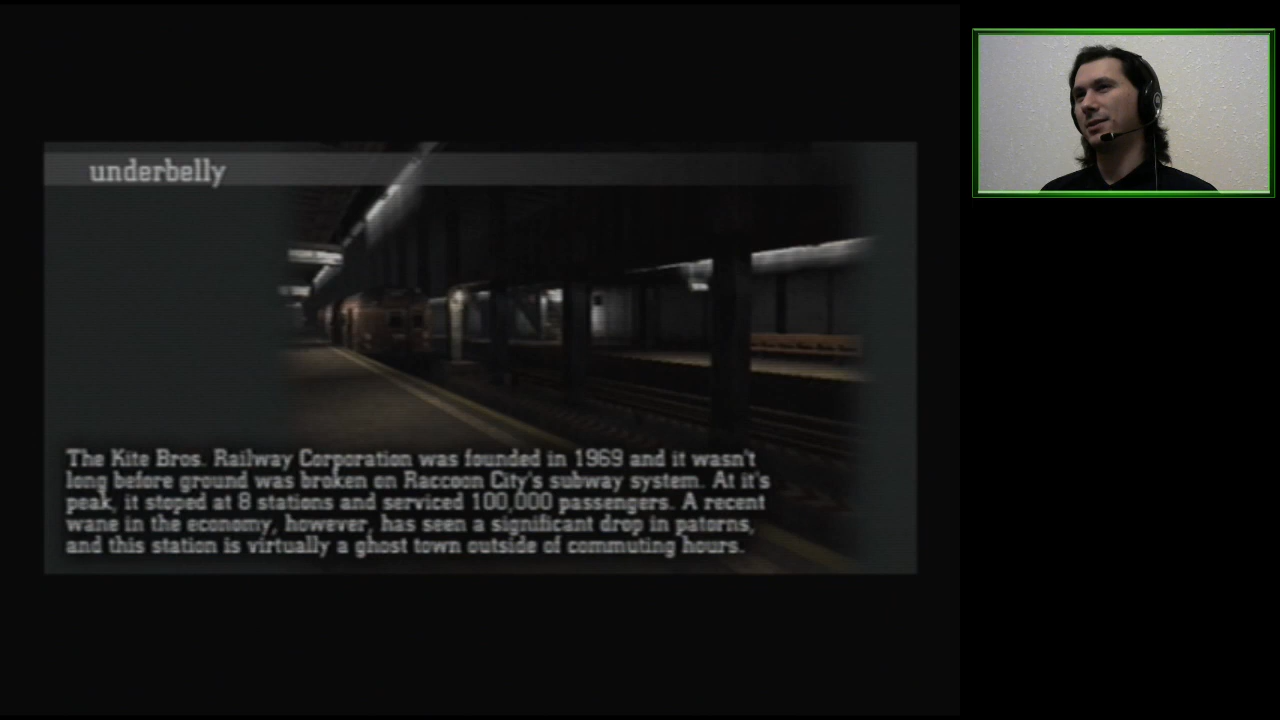 underbelly
The Kite Bros. Railway Corporation was founded in 1969 and it wasn't
long before ground was broken on Raccoon City's subway system. At it's
peak, it stoped at 8 stations and serviced 100,000 passengers. A recent
wane in the economy, however, has seen a significant drop in patorns,
and this station is virtually a ghost town outside of commuting hours.